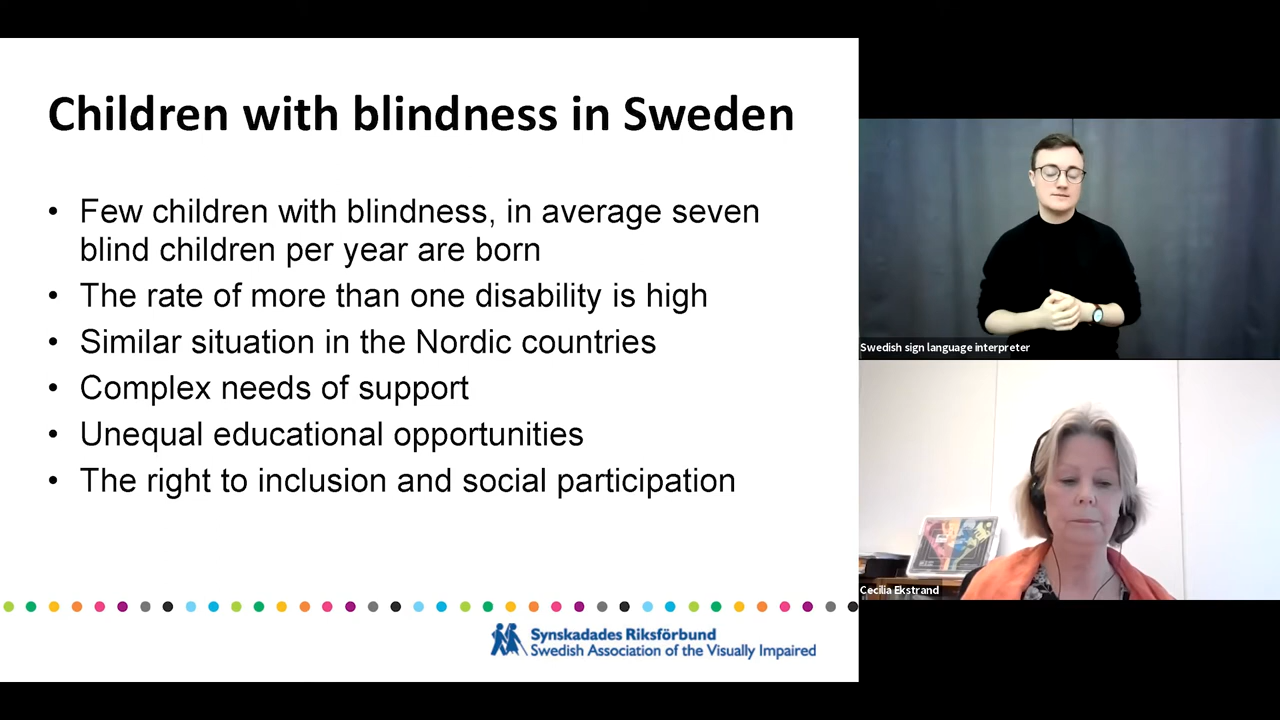 Children with blindness in Sweden
• Few children with blindness, in average seven
blind children per year are born
• The rate of more than one disability is high
• Similar situation in the Nordic countries
• Complex needs of support
• Unequal educational opportunities
• The right to inclusion and social participation
Synskadades Riksförbund
Swedish Association of the Visually Impaired
Swedish sign language interpreter
Cecilia Ekstrand